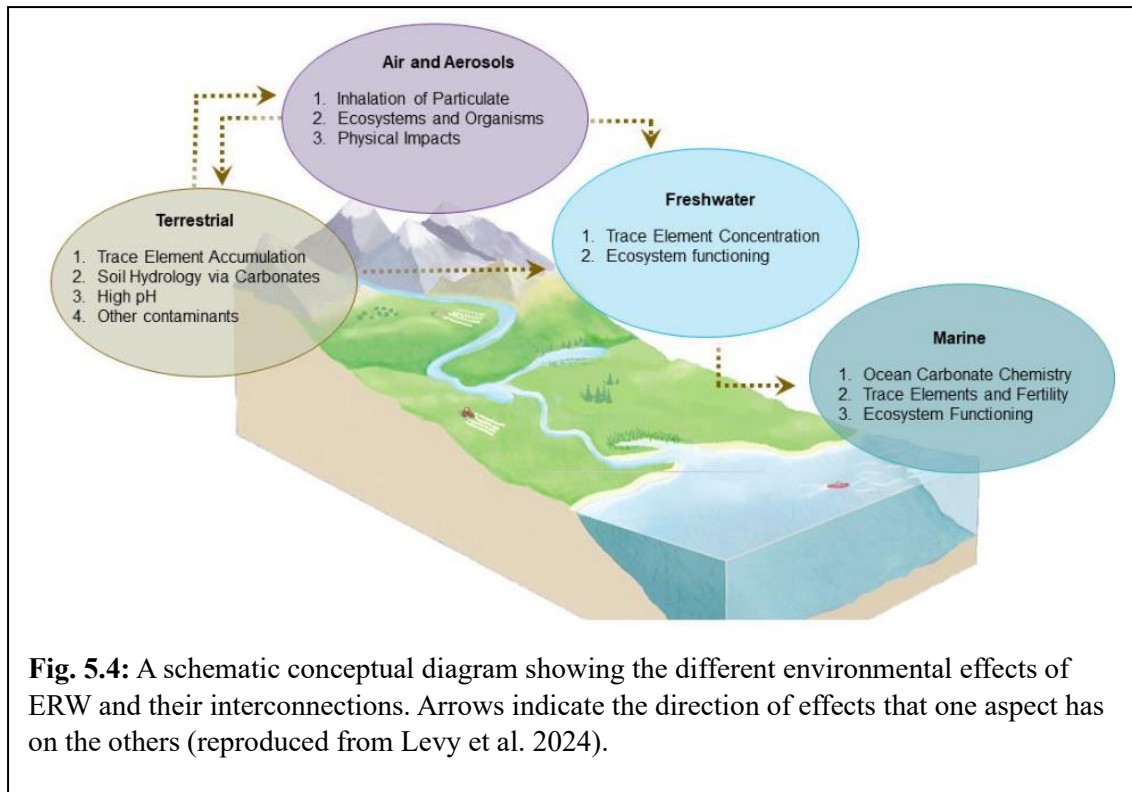 Air and Aerosols
1. Inhalation of Particulate
2. Ecosystems and Organisms
3. Physical Impacts
Terrestrial
1. Trace Element Accumulation
2. Soil Hydrology via Carbonates
3. High pH
4. Other contaminants
Freshwater
1. Trace Element Concentration
2. Ecosystem functioning
Marine
1. Ocean Carbonate Chemistry
2. Trace Elements and Fertility
3. Ecosystem Functioning
Fig. 5.4: A schematic conceptual diagram showing the different environmental effects of
ERW and their interconnections. Arrows indicate the direction of effects that one aspect has
on the others (reproduced from Levy et al. 2024).